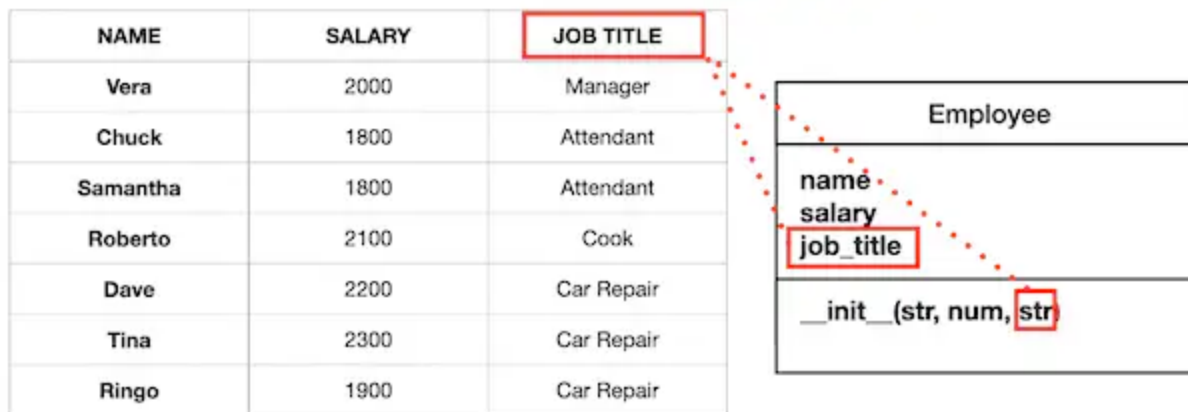 NAME SALARY JOB TITLE
Vera 2000 Manager
Chuck 1800 Attendant
Samantha 1800 Attendant
Roberto 2100 Cook
Dave 2200 Car Repair
Tina 2300 Car Repair
Ringo 1900 Car Repair
Employee
name
salary
job_title
__init__(str, num, str)